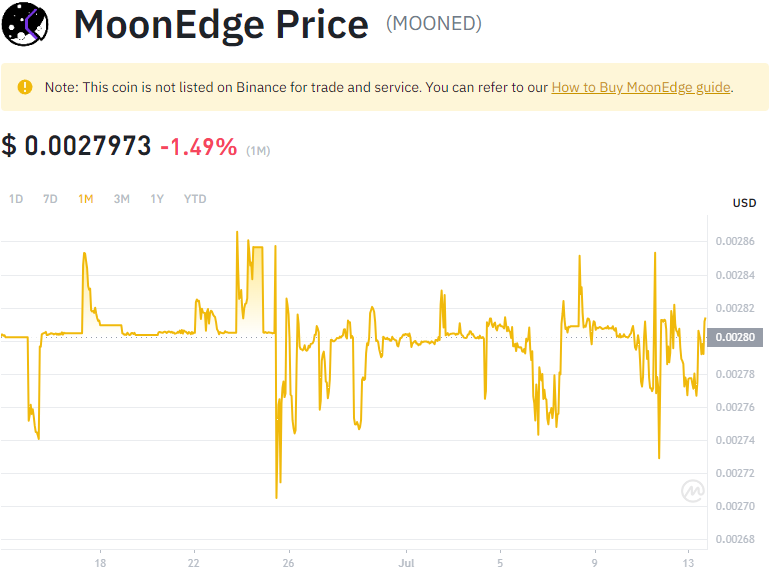 MoonEdge Price (MOONED)
Note: This coin is not listed on Binance for trade and service. You can refer to our How to Buy MoonEdge guide.
$ 0.0027973 -1.49% (1M)
1D 7D 1M 3M 1Y YTD
USD
0.00286
0.00284
0.00282
0.00280
0.00278
0.00276
0.00274
0.00272
0.00270
0.00268
18 22 26 Jul 5 9 13